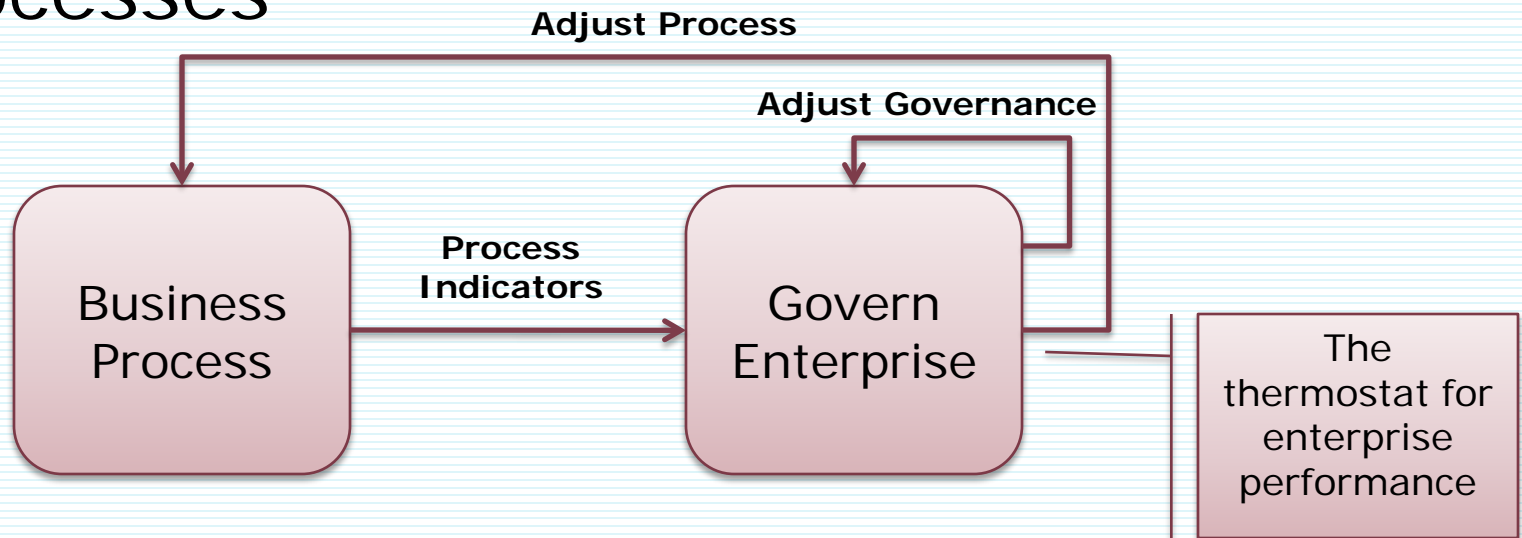 Adjust Process
Adjust Governance
Process
Indicators
Business
Process
Govern
Enterprise
The
thermostat for
enterprise
performance